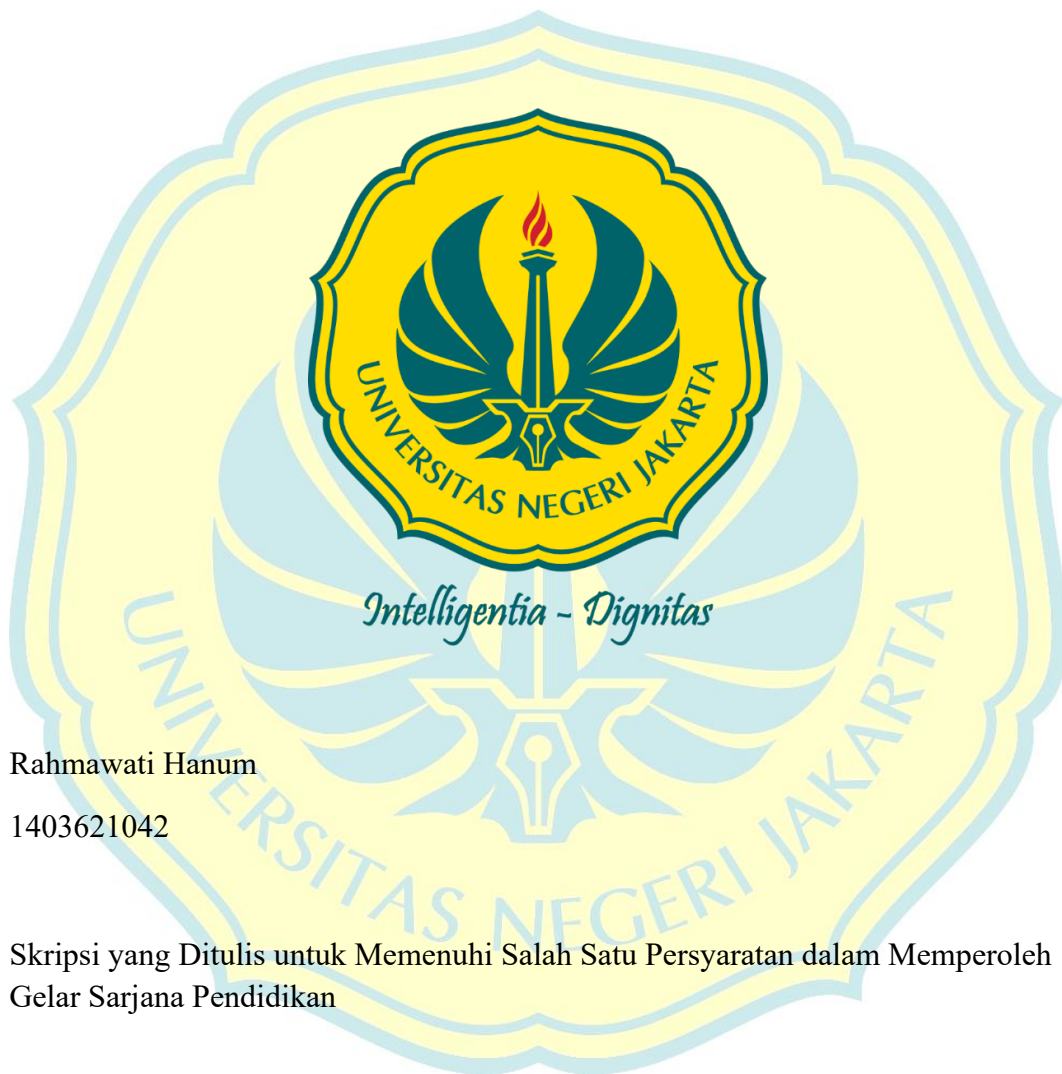 UNIVERSITAS NEGERI JAKARTA
Intelligentia - Dignitas
UNIVERSITAS NEGERI JAKARTA
Rahmawati Hanum
1403621042
Skripsi yang Ditulis untuk Memenuhi Salah Satu Persyaratan dalam Memperoleh
Gelar Sarjana Pendidikan